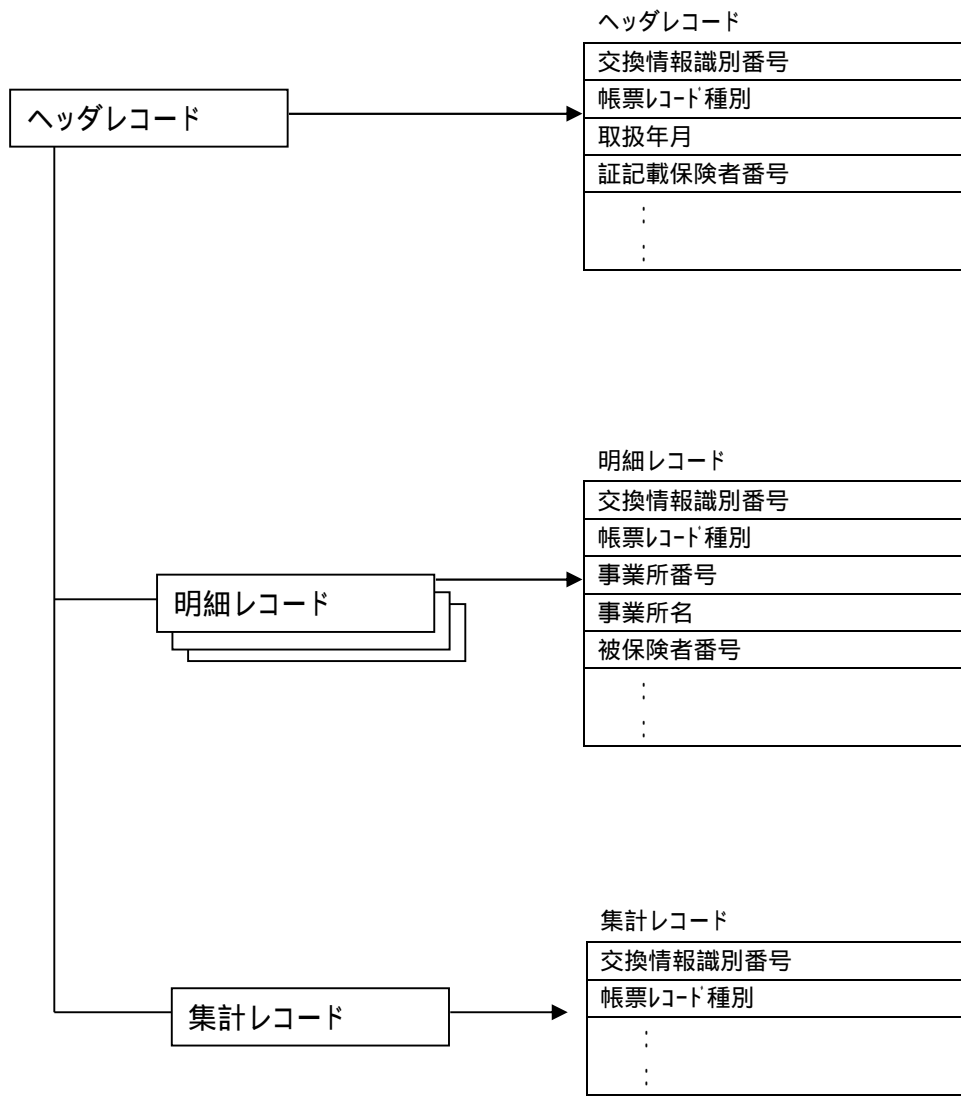 ヘッダレコード
ヘッダレコード
交換情報識別番号
帳票ﾚｺｰﾄﾞ種別
取扱年月
証記載保険者番号
:
:
明細レコード
明細レコード
交換情報識別番号
帳票ﾚｺｰﾄﾞ種別
事業所番号
事業所名
被保険者番号
:
:
集計レコード
集計レコード
交換情報識別番号
帳票ﾚｺｰﾄﾞ種別
:
: